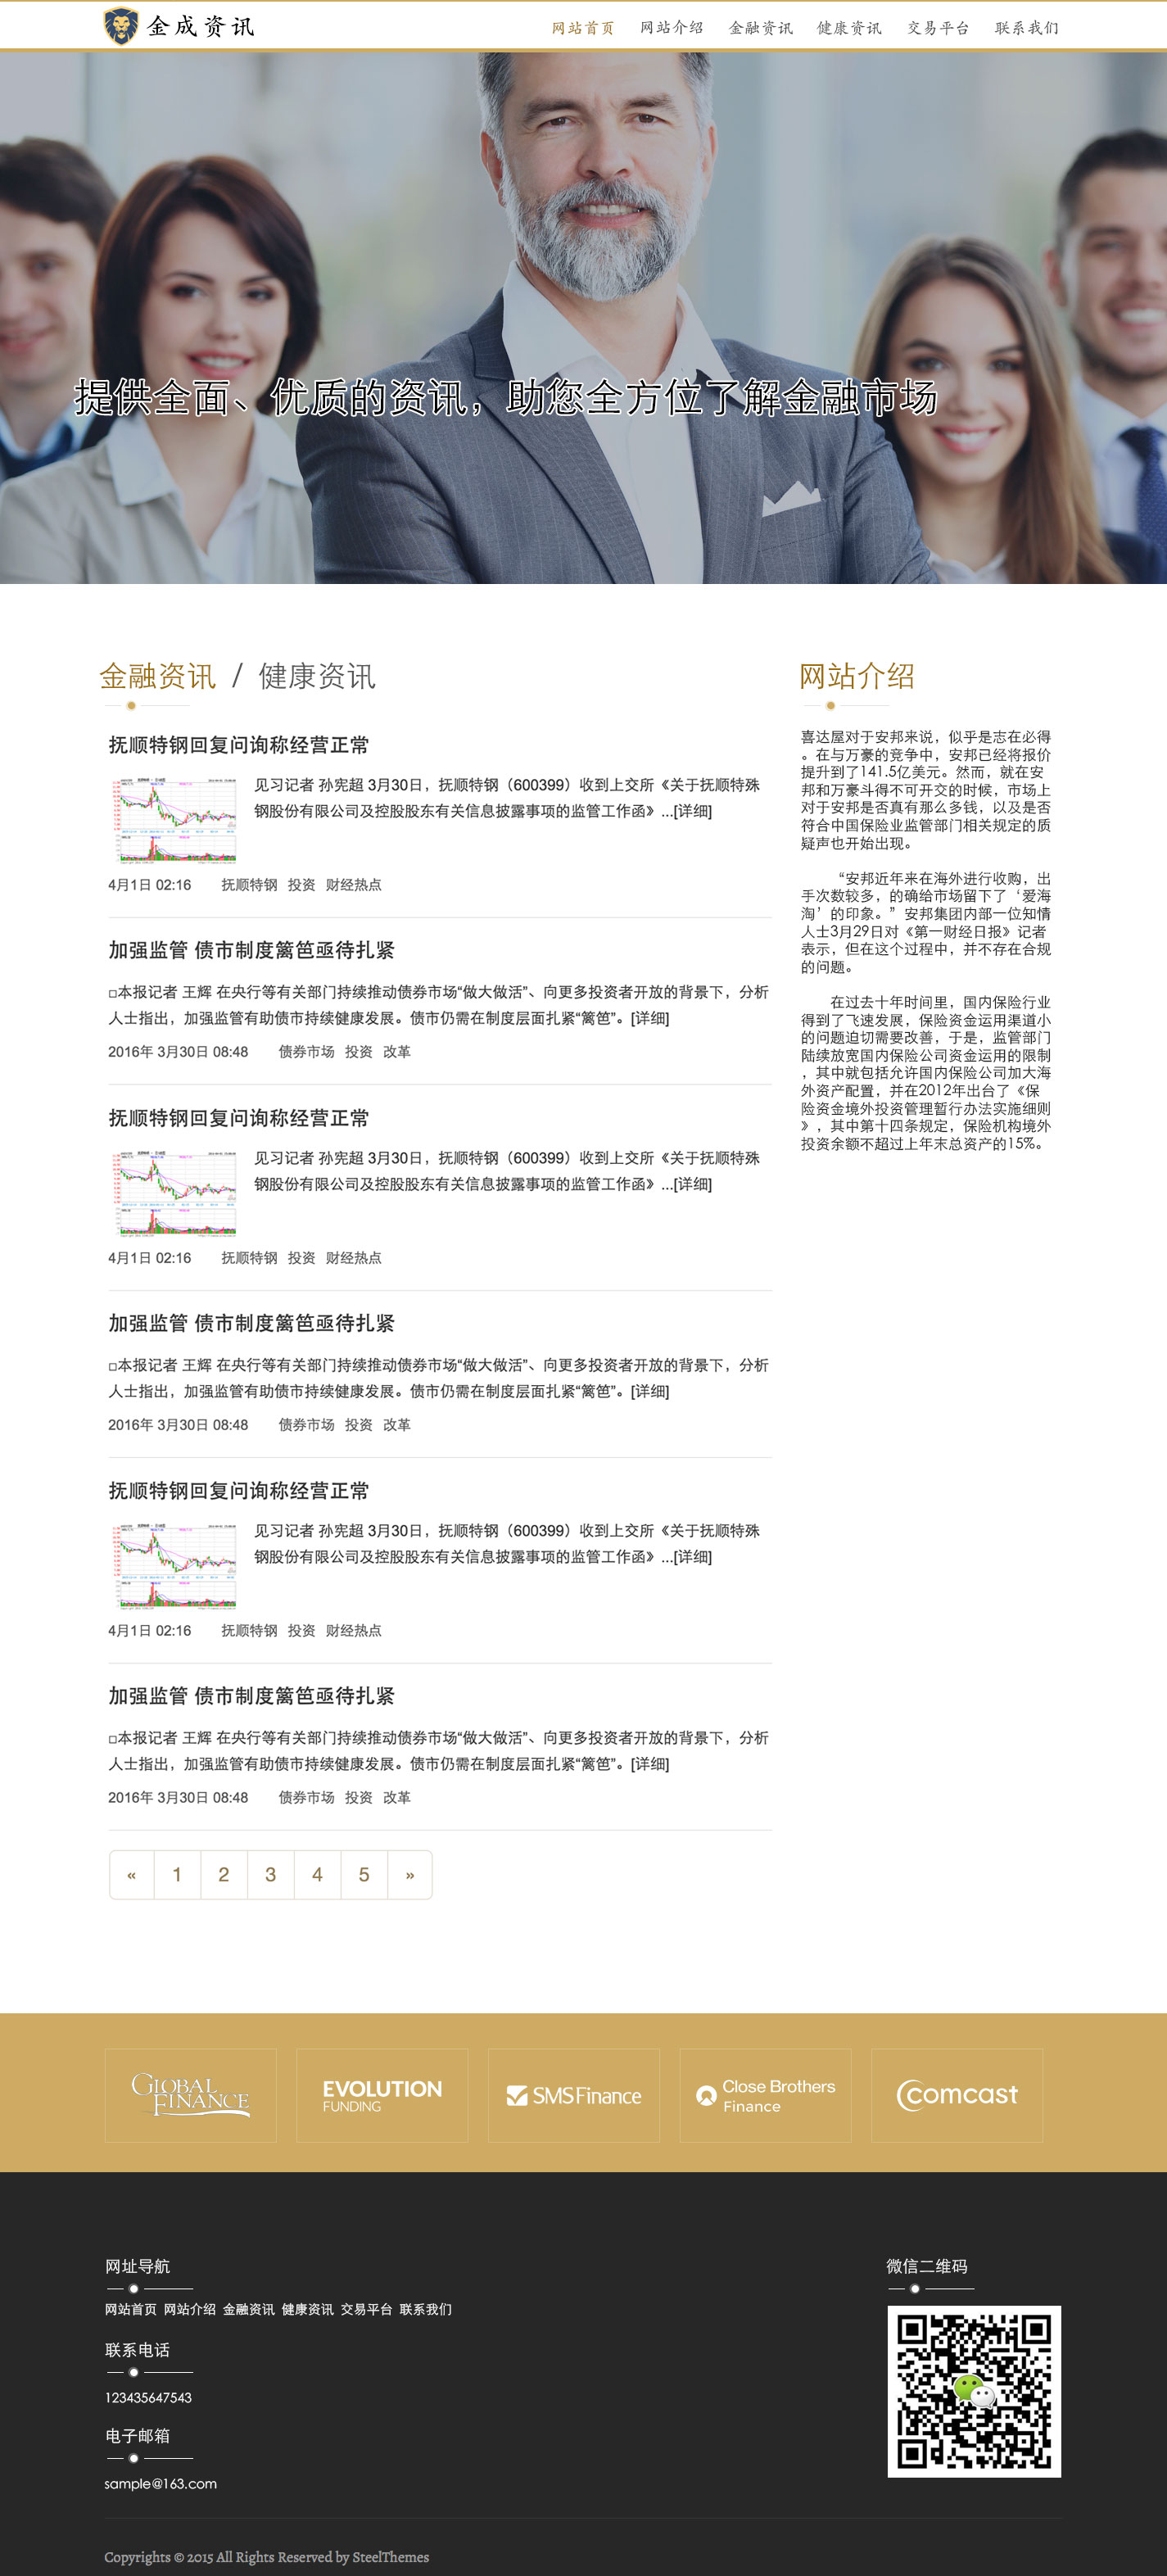 金成资讯
网站首页 网站介绍 金融资讯 健康资讯 交易平台 联系我们
提供全面、优质的资讯，助您全方位了解金融市场
金融资讯 / 健康资讯
抚顺特钢回复问询称经营正常
见习记者 孙宪超 3月30日，抚顺特钢（600399）收到上交所《关于抚顺特殊
钢股份有限公司及控股股东有关信息披露事项的监管工作函》...[详细]
4月1日 02:16 抚顺特钢 投资 财经热点
加强监管 债市制度篱笆亟待扎紧
□本报记者 王辉 在央行等有关部门持续推动债券市场“做大做活”、向更多投资者开放的背景下，分析
人士指出，加强监管有助债市持续健康发展。债市仍需在制度层面扎紧“篱笆”。[详细]
2016年 3月30日 08:48 债券市场 投资 改革
抚顺特钢回复问询称经营正常
见习记者 孙宪超 3月30日，抚顺特钢（600399）收到上交所《关于抚顺特殊
钢股份有限公司及控股股东有关信息披露事项的监管工作函》...[详细]
4月1日 02:16 抚顺特钢 投资 财经热点
加强监管 债市制度篱笆亟待扎紧
□本报记者 王辉 在央行等有关部门持续推动债券市场“做大做活”、向更多投资者开放的背景下，分析
人士指出，加强监管有助债市持续健康发展。债市仍需在制度层面扎紧“篱笆”。[详细]
2016年 3月30日 08:48 债券市场 投资 改革
抚顺特钢回复问询称经营正常
见习记者 孙宪超 3月30日，抚顺特钢（600399）收到上交所《关于抚顺特殊
钢股份有限公司及控股股东有关信息披露事项的监管工作函》...[详细]
4月1日 02:16 抚顺特钢 投资 财经热点
加强监管 债市制度篱笆亟待扎紧
□本报记者 王辉 在央行等有关部门持续推动债券市场“做大做活”、向更多投资者开放的背景下，分析
人士指出，加强监管有助债市持续健康发展。债市仍需在制度层面扎紧“篱笆”。[详细]
2016年 3月30日 08:48 债券市场 投资 改革
« 1 2 3 4 5 »
网站介绍
喜达屋对于安邦来说，似乎是志在必得
。在与万豪的竞争中，安邦已经将报价
提升到了141.5亿美元。然而，就在安
邦和万豪斗得不可开交的时候，市场上
对于安邦是否真有那么多钱，以及是否
符合中国保险业监管部门相关规定的质
疑声也开始出现。
“安邦近年来在海外进行收购，出
手次数较多，的确给市场留下了‘爱海
淘’的印象。”安邦集团内部一位知情
人士3月29日对《第一财经日报》记者
表示，但在这个过程中，并不存在合规
的问题。
在过去十年时间里，国内保险行业
得到了飞速发展，保险资金运用渠道小
的问题迫切需要改善，于是，监管部门
陆续放宽国内保险公司资金运用的限制
，其中就包括允许国内保险公司加大海
外资产配置，并在2012年出台了《保
险资金境外投资管理暂行办法实施细则
》，其中第十四条规定，保险机构境外
投资余额不超过上年末总资产的15%。
GLOBAL FINANCE
EVOLUTION FUNDING
SMS Finance
Close Brothers Finance
comcast
网址导航
网站首页 网站介绍 金融资讯 健康资讯 交易平台 联系我们
联系电话
123435647543
电子邮箱
sample@163.com
微信二维码
Copyrights © 2015 All Rights Reserved by SteelThemes